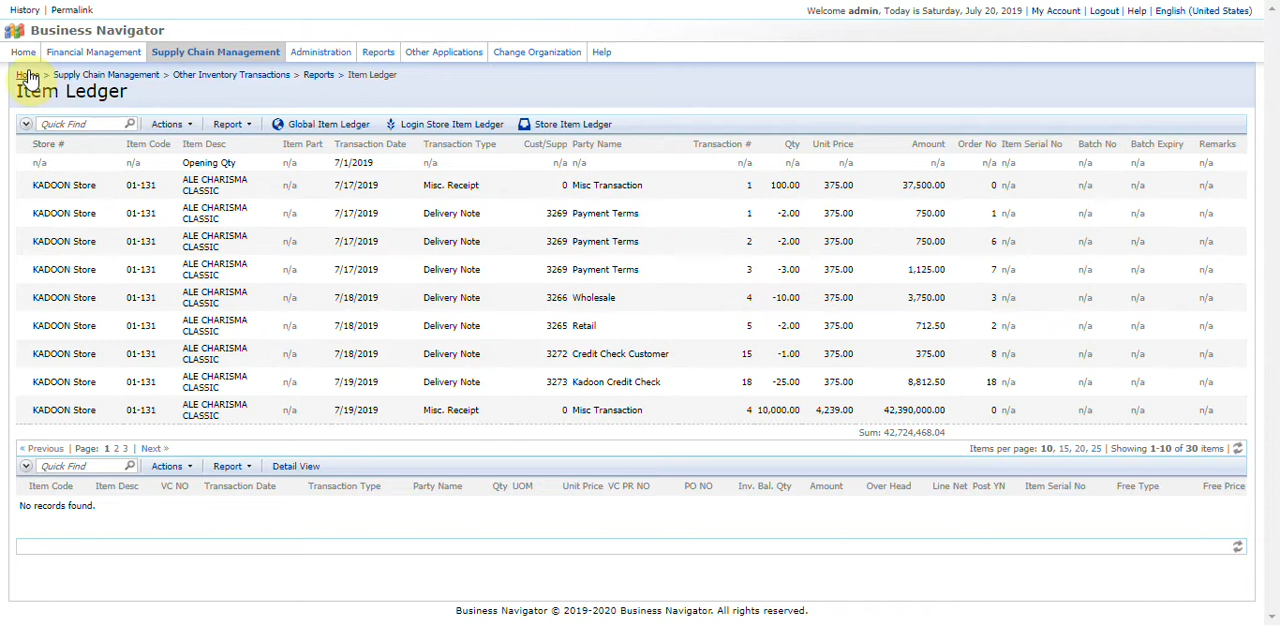 History | Permalink
Welcome admin, Today is Saturday, July 20, 2019 | My Account | Logout | Help | English (United States)
Business Navigator
Home Financial Management Supply Chain Management Administration Reports Other Applications Change Organization Help
Home > Supply Chain Management > Other Inventory Transactions > Reports > Item Ledger
Item Ledger
Quick Find Actions Report Global Item Ledger Login Store Item Ledger Store Item Ledger
Store # Item Code Item Desc Item Part Transaction Date Transaction Type Cust/Supp Party Name Transaction # Qty Unit Price Amount Order No Item Serial No Batch No Batch Expiry Remarks
n/a n/a Opening Qty n/a 7/1/2019 n/a n/a n/a n/a n/a n/a n/a n/a n/a n/a n/a n/a
KADOON Store 01-131 ALE CHARISMA CLASSIC n/a 7/17/2019 Misc. Receipt 0 Misc Transaction 1 100.00 375.00 37,500.00 0 n/a n/a n/a n/a
KADOON Store 01-131 ALE CHARISMA CLASSIC n/a 7/17/2019 Delivery Note 3269 Payment Terms 1 -2.00 375.00 750.00 1 n/a n/a n/a n/a
KADOON Store 01-131 ALE CHARISMA CLASSIC n/a 7/17/2019 Delivery Note 3269 Payment Terms 2 -2.00 375.00 750.00 6 n/a n/a n/a n/a
KADOON Store 01-131 ALE CHARISMA CLASSIC n/a 7/17/2019 Delivery Note 3269 Payment Terms 3 -3.00 375.00 1,125.00 7 n/a n/a n/a n/a
KADOON Store 01-131 ALE CHARISMA CLASSIC n/a 7/18/2019 Delivery Note 3266 Wholesale 4 -10.00 375.00 3,750.00 3 n/a n/a n/a n/a
KADOON Store 01-131 ALE CHARISMA CLASSIC n/a 7/18/2019 Delivery Note 3265 Retail 5 -2.00 375.00 712.50 2 n/a n/a n/a n/a
KADOON Store 01-131 ALE CHARISMA CLASSIC n/a 7/18/2019 Delivery Note 3272 Credit Check Customer 15 -1.00 375.00 375.00 8 n/a n/a n/a n/a
KADOON Store 01-131 ALE CHARISMA CLASSIC n/a 7/19/2019 Delivery Note 3273 Kadoon Credit Check 18 -25.00 375.00 8,812.50 18 n/a n/a n/a n/a
KADOON Store 01-131 ALE CHARISMA CLASSIC n/a 7/19/2019 Misc. Receipt 0 Misc Transaction 4 10,000.00 4,239.00 42,390,000.00 0 n/a n/a n/a n/a
Sum: 42,724,468.04
« Previous | Page: 1 2 3 | Next » Items per page: 10, 15, 20, 25 | Showing 1-10 of 30 items |
Quick Find Actions Report Detail View
Item Code Item Desc VC NO Transaction Date Transaction Type Party Name Qty UOM Unit Price VC PR NO PO NO Inv. Bal. Qty Amount Over Head Line Net Post YN Item Serial No Free Type Free Price
No records found.
Business Navigator © 2019-2020 Business Navigator. All rights reserved.